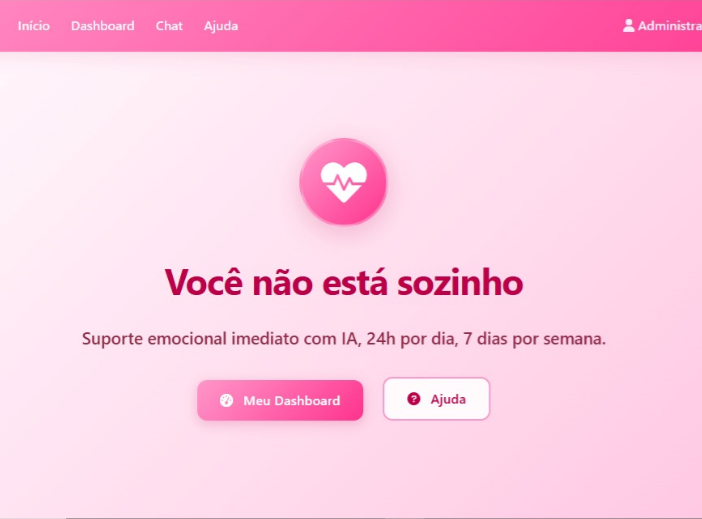 Início Dashboard Chat Ajuda Administra
Você não está sozinho
Suporte emocional imediato com IA, 24h por dia, 7 dias por semana.
Meu Dashboard ? Ajuda